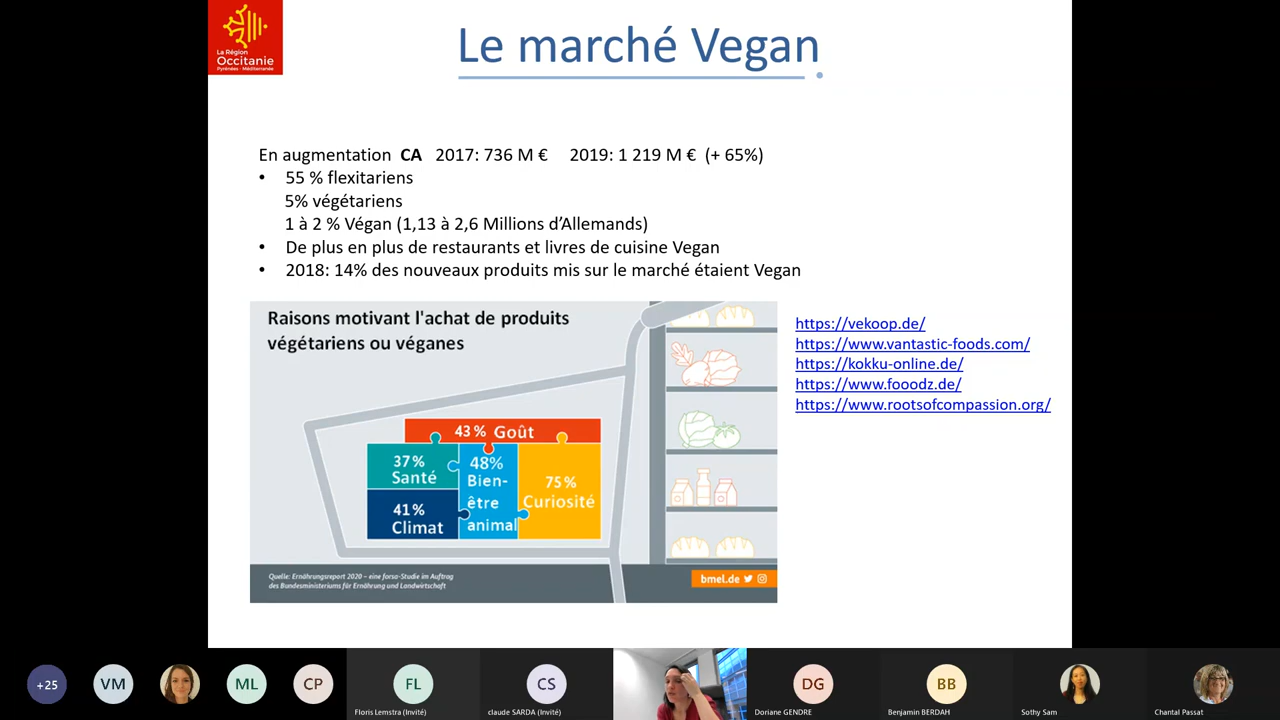 La Région
Occitanie
Pyrénées - Méditerranée
Le marché Vegan
En augmentation CA 2017: 736 M € 2019: 1 219 M € (+ 65%)
• 55 % flexitariens
5% végétariens
1 à 2 % Végan (1,13 à 2,6 Millions d’Allemands)
• De plus en plus de restaurants et livres de cuisine Vegan
• 2018: 14% des nouveaux produits mis sur le marché étaient Vegan
Raisons motivant l'achat de produits
végétariens ou véganes
43% Goût
37%
Santé
48%
Bien-
être
animal
75%
Curiosité
41%
Climat
Quelle: Ernährungsreport 2020 – eine forsa-Studie im Auftrag
des Bundesministeriums für Ernährung und Landwirtschaft
bmel.de
https://vekoop.de/
https://www.vantastic-foods.com/
https://kokku-online.de/
https://www.fooodz.de/
https://www.rootsofcompassion.org/
+25
VM
ML
CP
FL
Floris Lemstra (Invité)
CS
claude SARDA (Invité)
DG
Doriane GENDRE
BB
Benjamin BERDAH
Sothy Sam
Chantal Passat